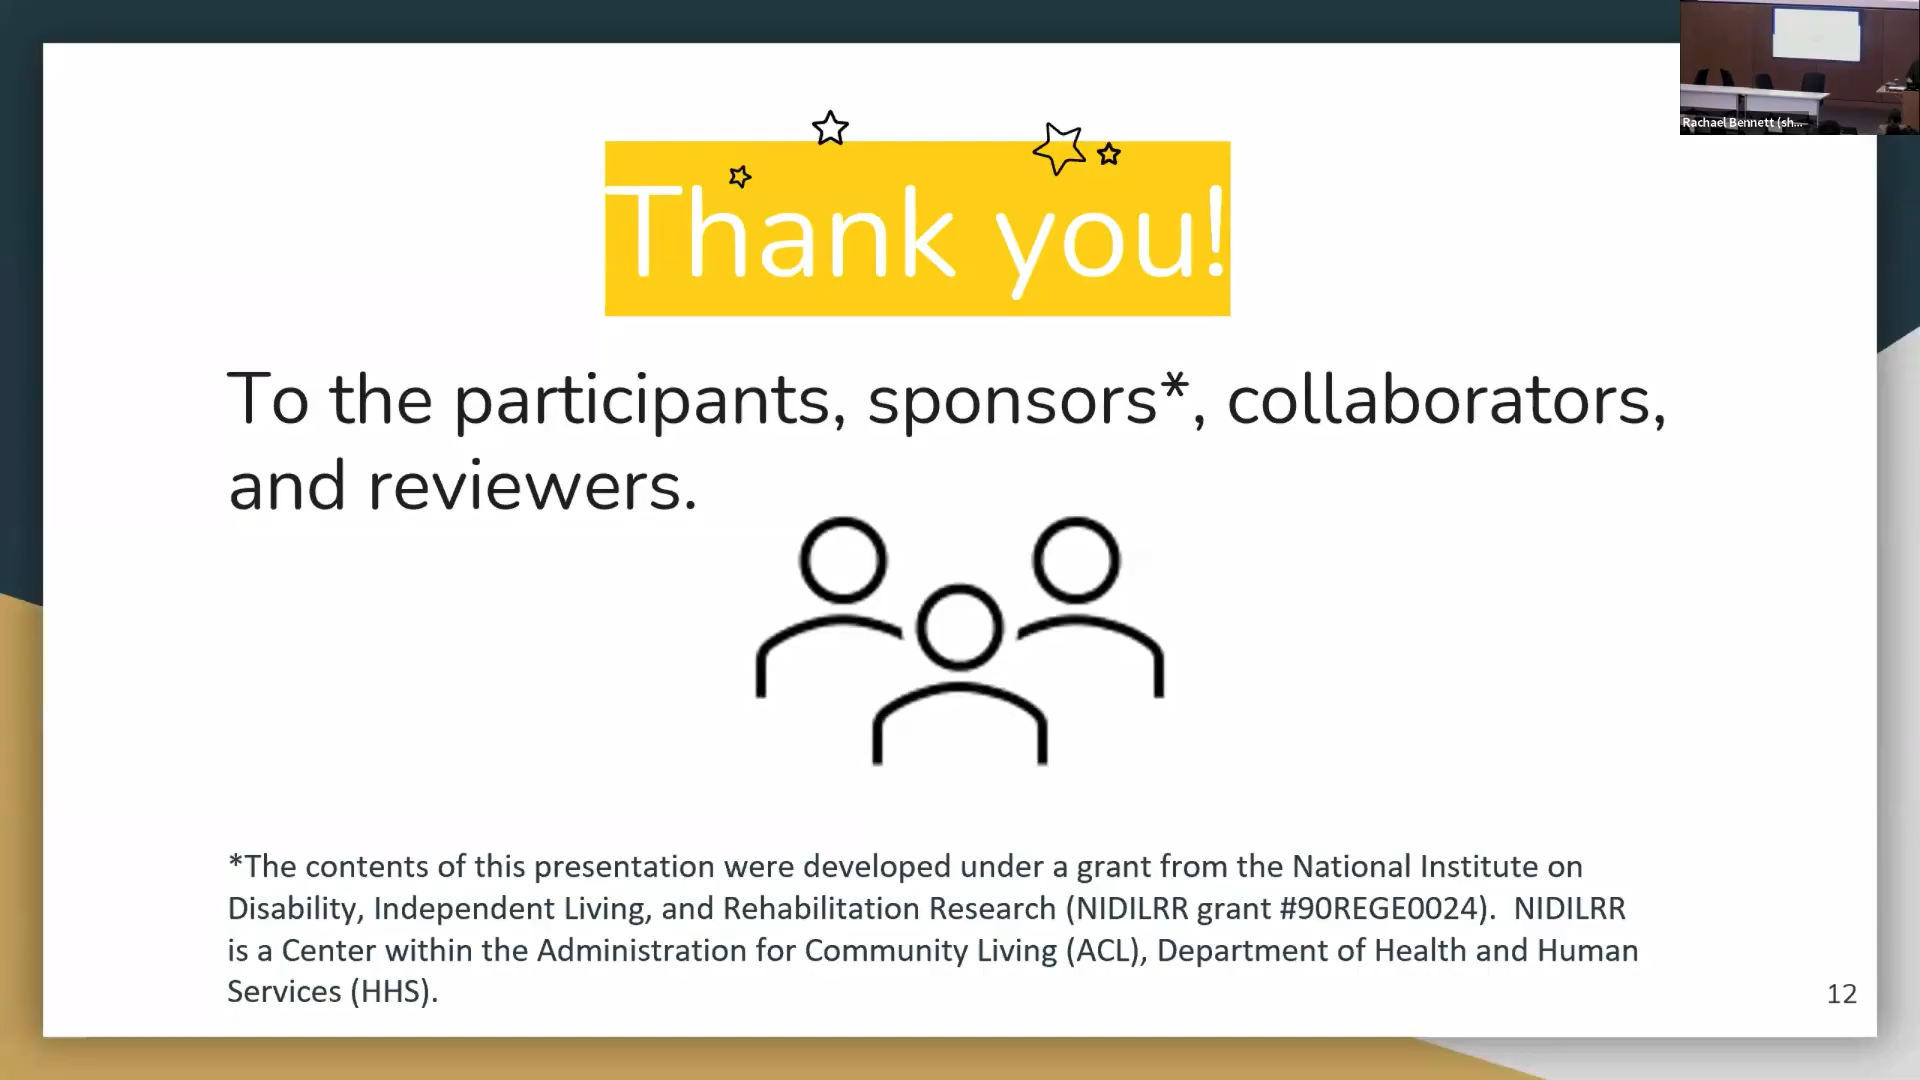 Rachael Bennett (sh...
Thank you!
To the participants, sponsors*, collaborators,
and reviewers.
*The contents of this presentation were developed under a grant from the National Institute on
Disability, Independent Living, and Rehabilitation Research (NIDILRR grant #90REGE0024).  NIDILRR
is a Center within the Administration for Community Living (ACL), Department of Health and Human
Services (HHS).
12